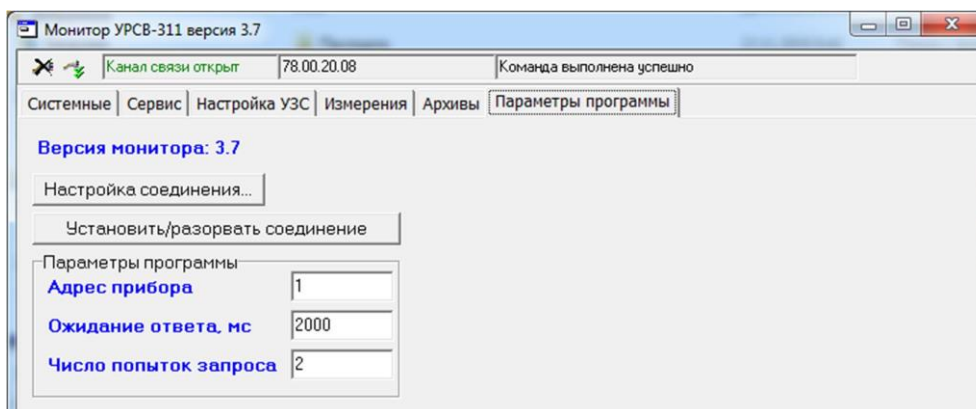 Монитор УРСВ-311 версия 3.7
Канал связи открыт 78.00.20.08 Команда выполнена успешно
Системные Сервис Настройка УЗС Измерения Архивы Параметры программы
Версия монитора: 3.7
Настройка соединения...
Установить/разорвать соединение
Параметры программы
Адрес прибора 1
Ожидание ответа, мс 2000
Число попыток запроса 2